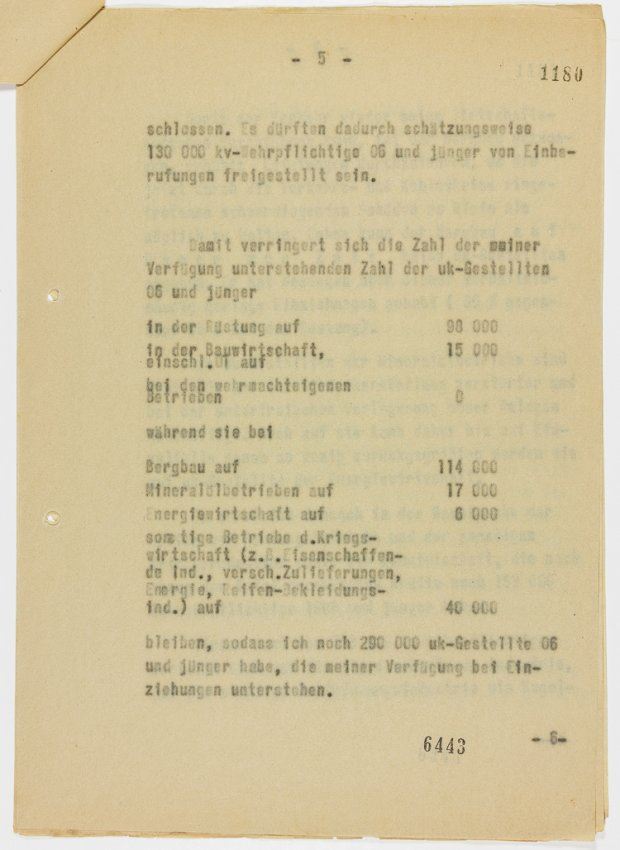 - 5 -
1180
schlossen. Es dürften dadurch schätzungsweise
130 000 kv-Wehrpflichtige 06 und jünger von Einbe-
rufungen freigestellt sein.
Damit verringert sich die Zahl der meiner
Verfügung unterstehenden Zahl der uk-Gestellten
06 und jünger
in der Rüstung auf 98 000
in der Bauwirtschaft, 15 000
einschl. auf
bei den wehrmachteigenen
Betrieben 0
während sie bei
Bergbau auf 114 000
Mineralölbetrieben auf 17 000
Energiewirtschaft auf 6 000
sonstige Betriebe d.Kriegs-
wirtschaft (z.B.Eisenschaffen-
de Ind., versch.Zulieferungen,
Energie, Reifen-Bekleidungs-
ind.) auf 40 000
bleiben, sodass ich noch 290 000 uk-Gestellte 06
und jünger habe, die meiner Verfügung bei Ein-
ziehungen unterstehen.
6443
- 6-